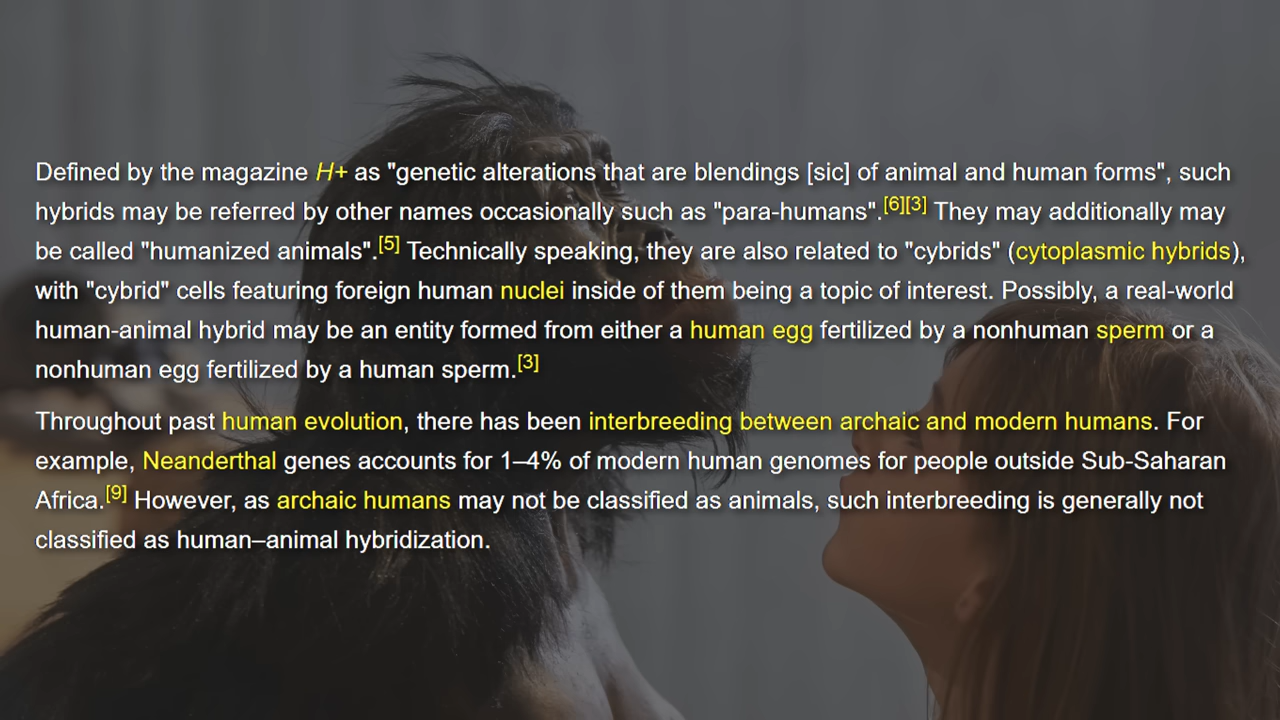 Defined by the magazine H+ as "genetic alterations that are blendings [sic] of animal and human forms", such
hybrids may be referred by other names occasionally such as "para-humans".[6][3] They may additionally may
be called "humanized animals".[5] Technically speaking, they are also related to "cybrids" (cytoplasmic hybrids),
with "cybrid" cells featuring foreign human nuclei inside of them being a topic of interest. Possibly, a real-world
human-animal hybrid may be an entity formed from either a human egg fertilized by a nonhuman sperm or a
nonhuman egg fertilized by a human sperm.[3]
Throughout past human evolution, there has been interbreeding between archaic and modern humans. For
example, Neanderthal genes accounts for 1–4% of modern human genomes for people outside Sub-Saharan
Africa.[9] However, as archaic humans may not be classified as animals, such interbreeding is generally not
classified as human–animal hybridization.